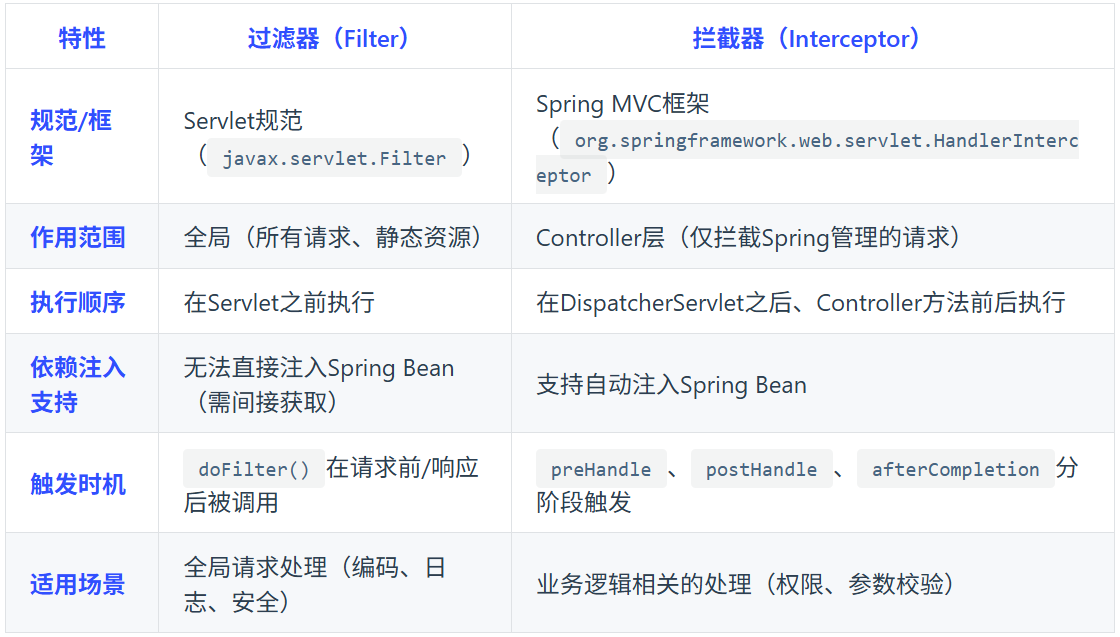 特性
过滤器（Filter）
拦截器（Interceptor）
规范/框
架
Servlet规范
（ javax.servlet.Filter ）
Spring MVC框架
（ org.springframework.web.servlet.HandlerInterc
eptor ）
作用范围
全局（所有请求、静态资源）
Controller层（仅拦截Spring管理的请求）
执行顺序
在Servlet之前执行
在DispatcherServlet之后、Controller方法前后执行
依赖注入
支持
无法直接注入Spring Bean
（需间接获取）
支持自动注入Spring Bean
触发时机
doFilter() 在请求前/响应
后被调用
preHandle 、 postHandle 、 afterCompletion 分
阶段触发
适用场景
全局请求处理（编码、日
志、安全）
业务逻辑相关的处理（权限、参数校验）